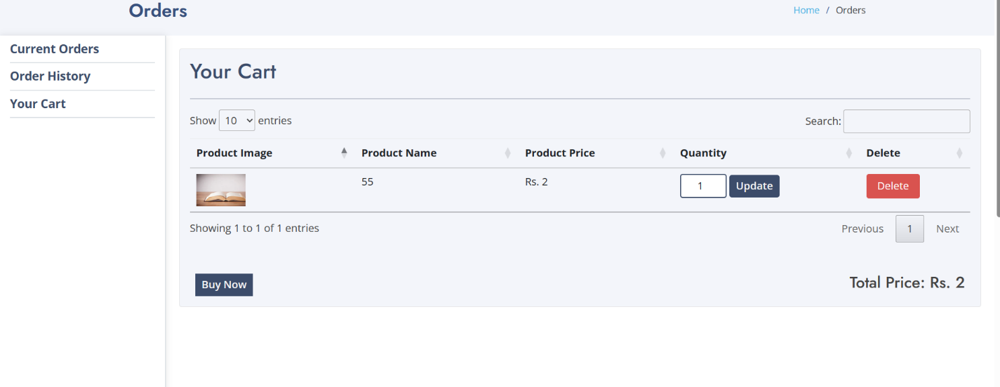 Orders
Home / Orders
Current Orders
Order History
Your Cart
Your Cart
Show 10 entries
Search:
Product Image Product Name Product Price Quantity Delete
55 Rs. 2 1 Update Delete
Showing 1 to 1 of 1 entries
Previous 1 Next
Buy Now
Total Price: Rs. 2